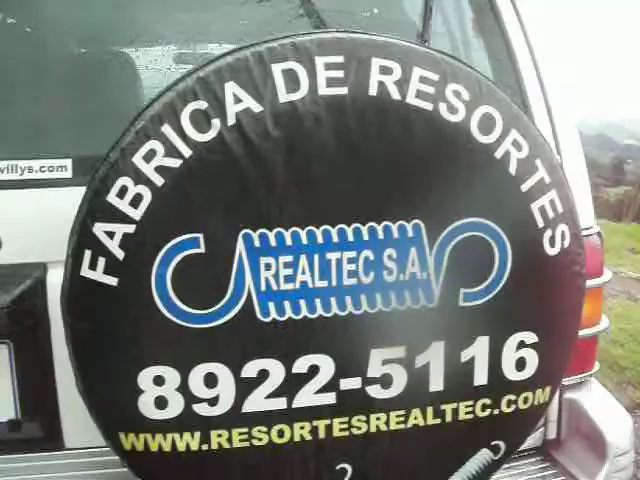 FABRICA DE RESORTES
willys.com
REALTEC S.A.
8922-5116
WWW.RESORTESREALTEC.COM